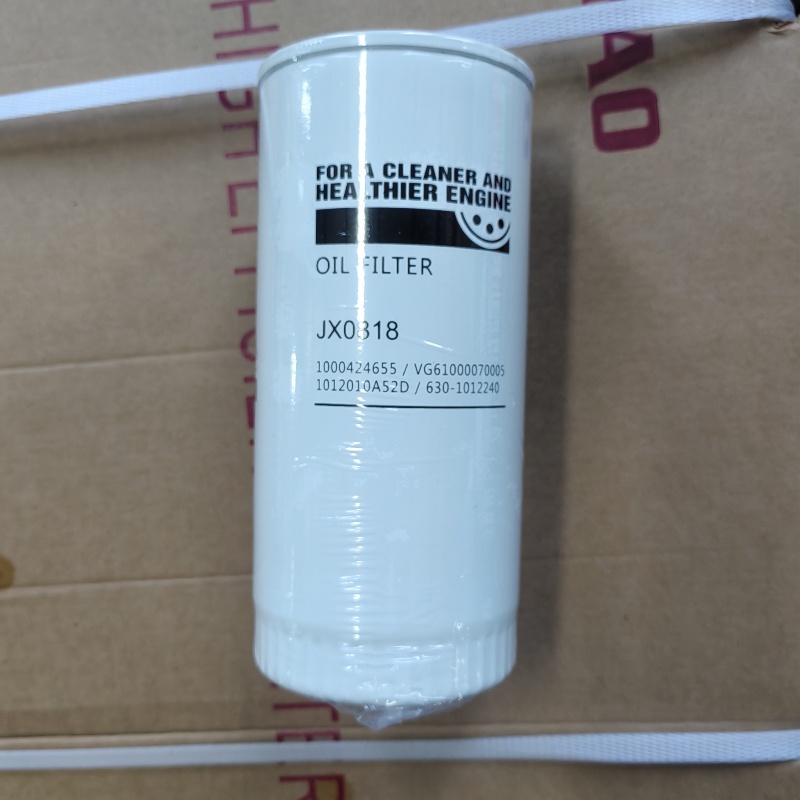 FOR A CLEANER AND
HEALTHIER ENGINE
OIL FILTER
JX0818
1000424655 / VG61000070005
1012010A52D / 630-1012240